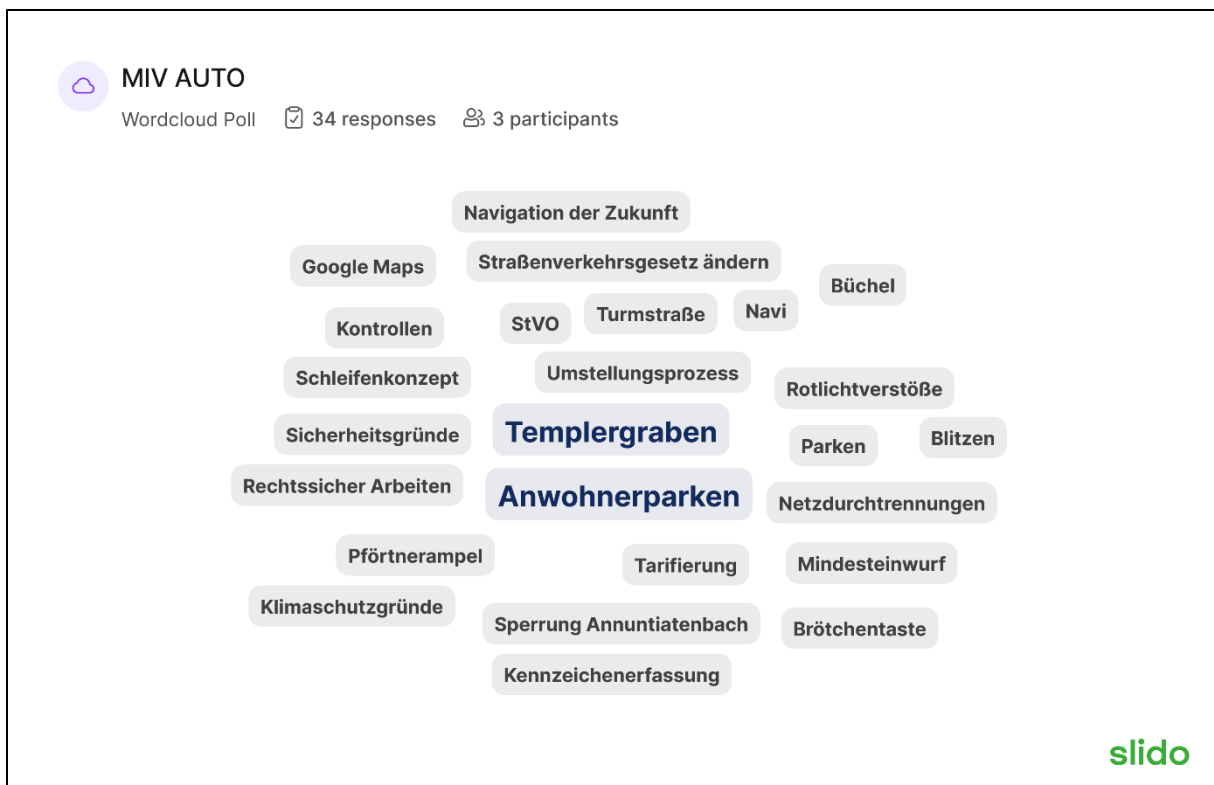 MIV AUTO
Wordcloud Poll 34 responses 3 participants
Navigation der Zukunft
Google Maps Straßenverkehrsgesetz ändern Büchel
Kontrollen StVO Turmstraße Navi
Schleifenkonzept Umstellungsprozess Rotlichtverstöße
Sicherheitsgründe Templergraben Parken Blitzen
Rechtssicher Arbeiten Anwohnerparken Netzdurchtrennungen
Pförtnerampel Tarifierung Mindesteinwurf
Klimaschutzgründe Sperrung Annuntiatenbach Brötchentaste
Kennzeichenerfassung
slido